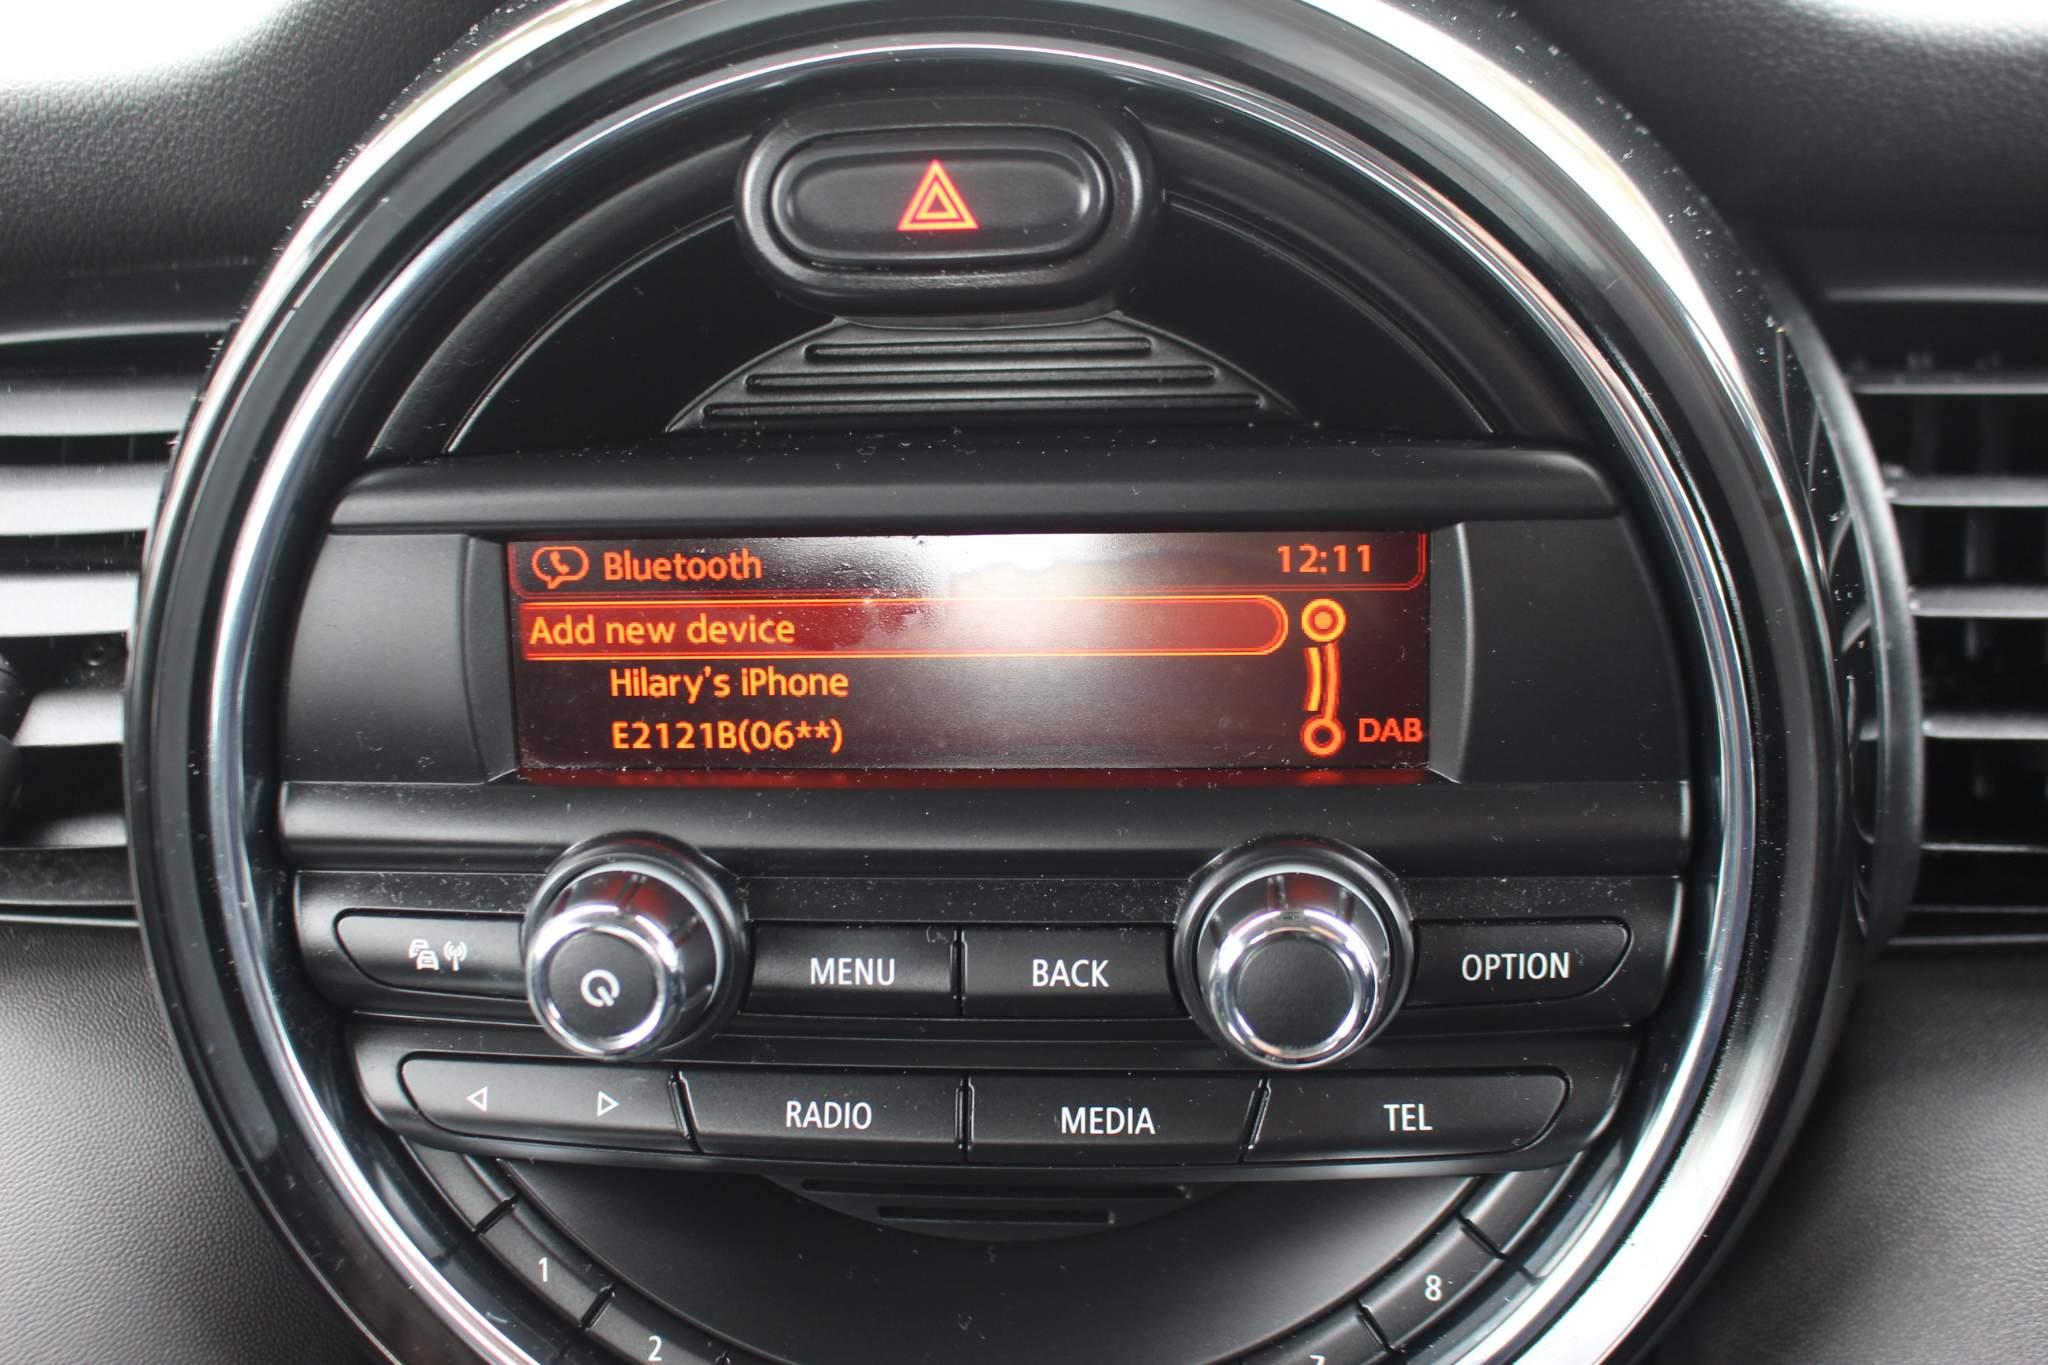 Bluetooth 12:11
Add new device
Hilary's iPhone
E2121B(06**)
DAB
MENU BACK OPTION
RADIO MEDIA TEL
1 8
2 7